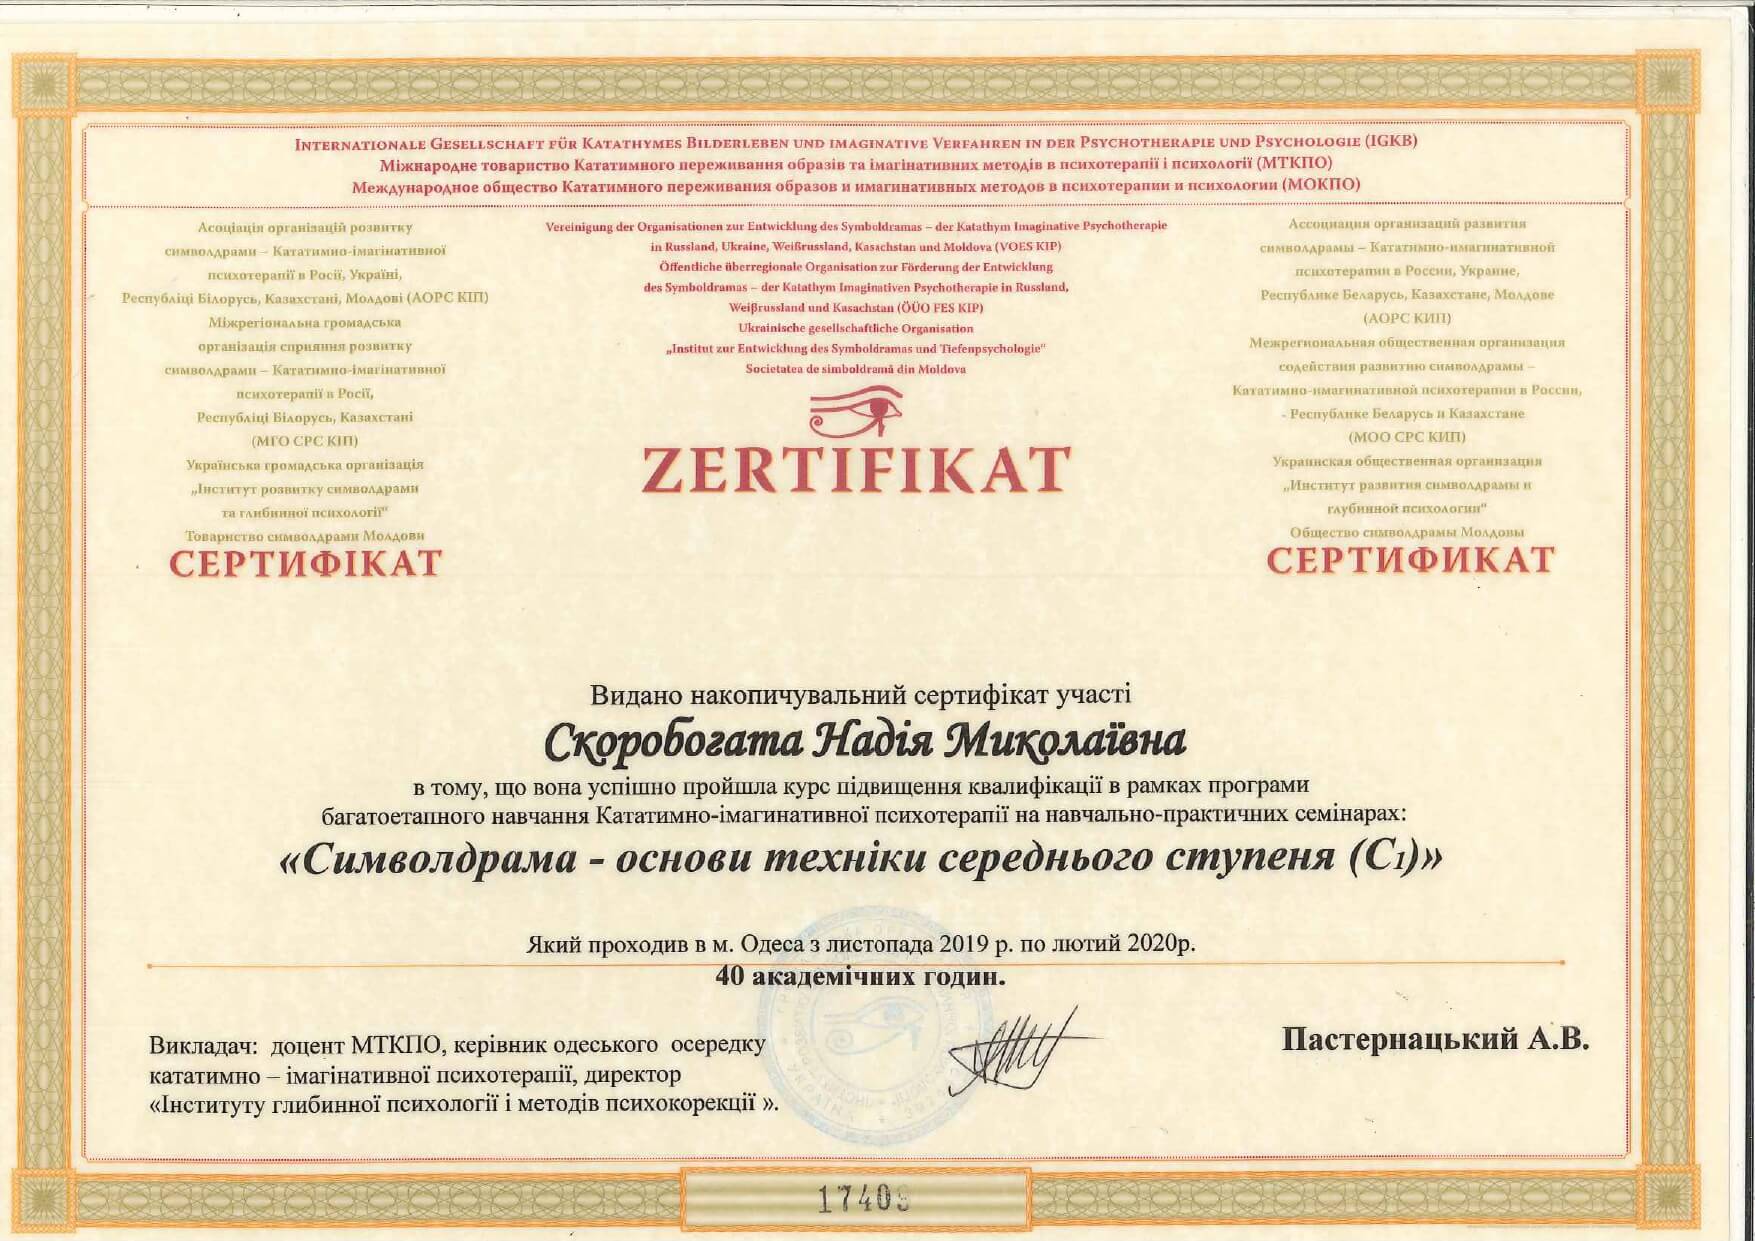 Internationale Gesellschaft für Katathymes Bilderleben und imaginative Verfahren in der Psychotherapie und Psychologie (IGKB)
Міжнародне товариство Кататимного переживання образів та імагінативних методів в психотерапії і психології (МТКПО)
Международное общество Кататимного переживания образов и имагинативных методов в психотерапии и психологии (МОКПО)
Асоціація організацій розвитку
символдрами – Кататимно-імагінативної
психотерапії в Росії, Україні,
Республіці Білорусь, Казахстані, Молдові (АОРС КІП)
Міжрегіональна громадська
організація сприяння розвитку
символдрами – Кататимно-імагінативної
психотерапії в Росії,
Республіці Білорусь, Казахстані
(МГО СРС КІП)
Українська громадська організація
„Інститут розвитку символдрами
та глибинної психології"
Товариство символдрами Молдови
СЕРТИФІКАТ
Vereinigung der Organisationen zur Entwicklung des Symboldramas – der Katathym Imaginative Psychotherapie
in Russland, Ukraine, Weißrussland, Kasachstan und Moldova (VOES KIP)
Öffentliche überregionale Organisation zur Förderung der Entwicklung
des Symboldramas – der Katathym Imaginativen Psychotherapie in Russland,
Weißrussland und Kasachstan (ÖÜO FES KIP)
Ukrainische gesellschaftliche Organisation
„Institut zur Entwicklung des Symboldramas und Tiefenpsychologie"
Societatea de simboldramă din Moldova
ZERTIFIKAT
Ассоциация организаций развития
символдрамы – Кататимно-имагинативной
психотерапии в России, Украине,
Республике Беларусь, Казахстане, Молдове
(АОРС КИП)
Межрегиональная общественная организация
содействия развитию символдрамы –
Кататимно-имагинативной психотерапии в России,
Республике Беларусь и Казахстане
(МОО СРС КИП)
Украинская общественная организация
„Институт развития символдрамы и
глубинной психологии"
Общество символдрамы Молдовы
СЕРТИФИКАТ
Видано накопичувальний сертифікат участі
Скоробогата Надія Миколаївна
в тому, що вона успішно пройшла курс підвищення квалифікації в рамках програми
багатоетапного навчання Кататимно-імагинативної психотерапії на навчально-практичних семінарах:
«Символдрама - основи техніки середнього ступеня (С1)»
Який проходив в м. Одеса з листопада 2019 р. по лютий 2020р.
40 академічних годин.
Викладач: доцент МТКПО, керівник одеського осередку
кататимно – імагінативної психотерапії, директор
«Інституту глибинної психології і методів психокорекції ».
Пастернацький А.В.
17409